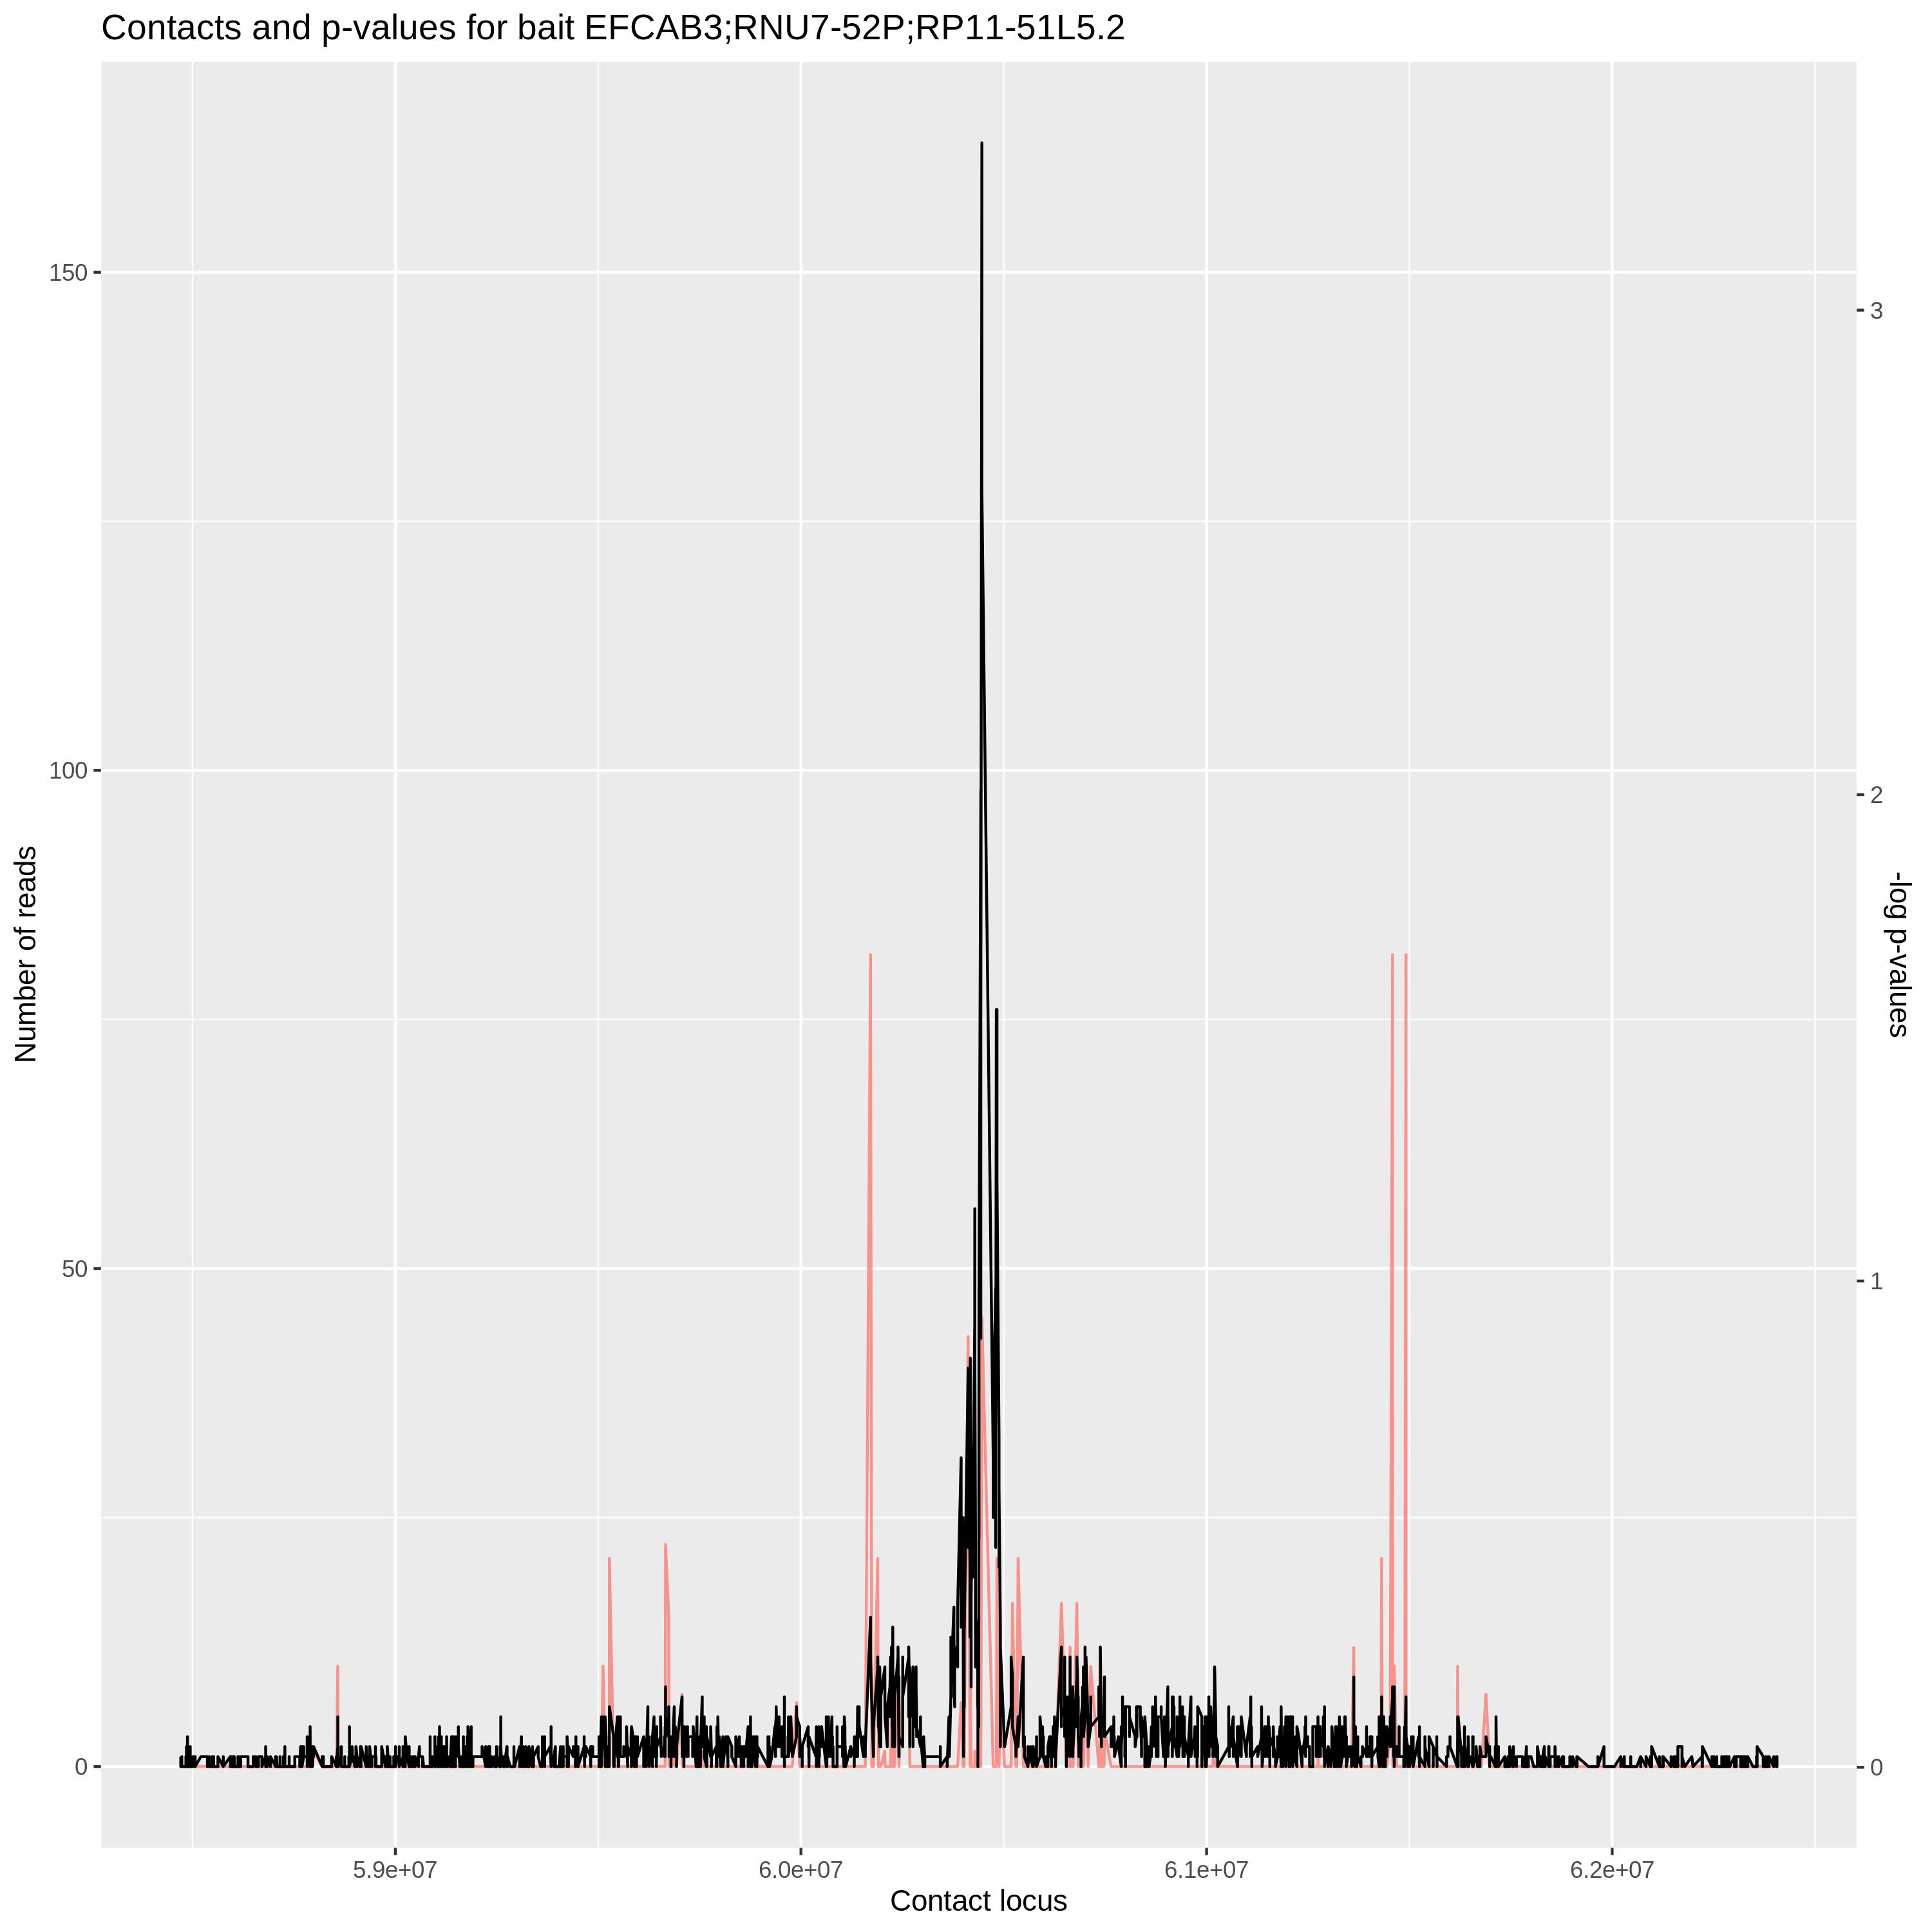 Contacts and p-values for bait EFCAB3;RNU7-52P;RP11-51L5.2
150
100
50
0
Number of reads
3
2
1
0
-log p-values
5.9e+07
6.0e+07
6.1e+07
6.2e+07
Contact locus